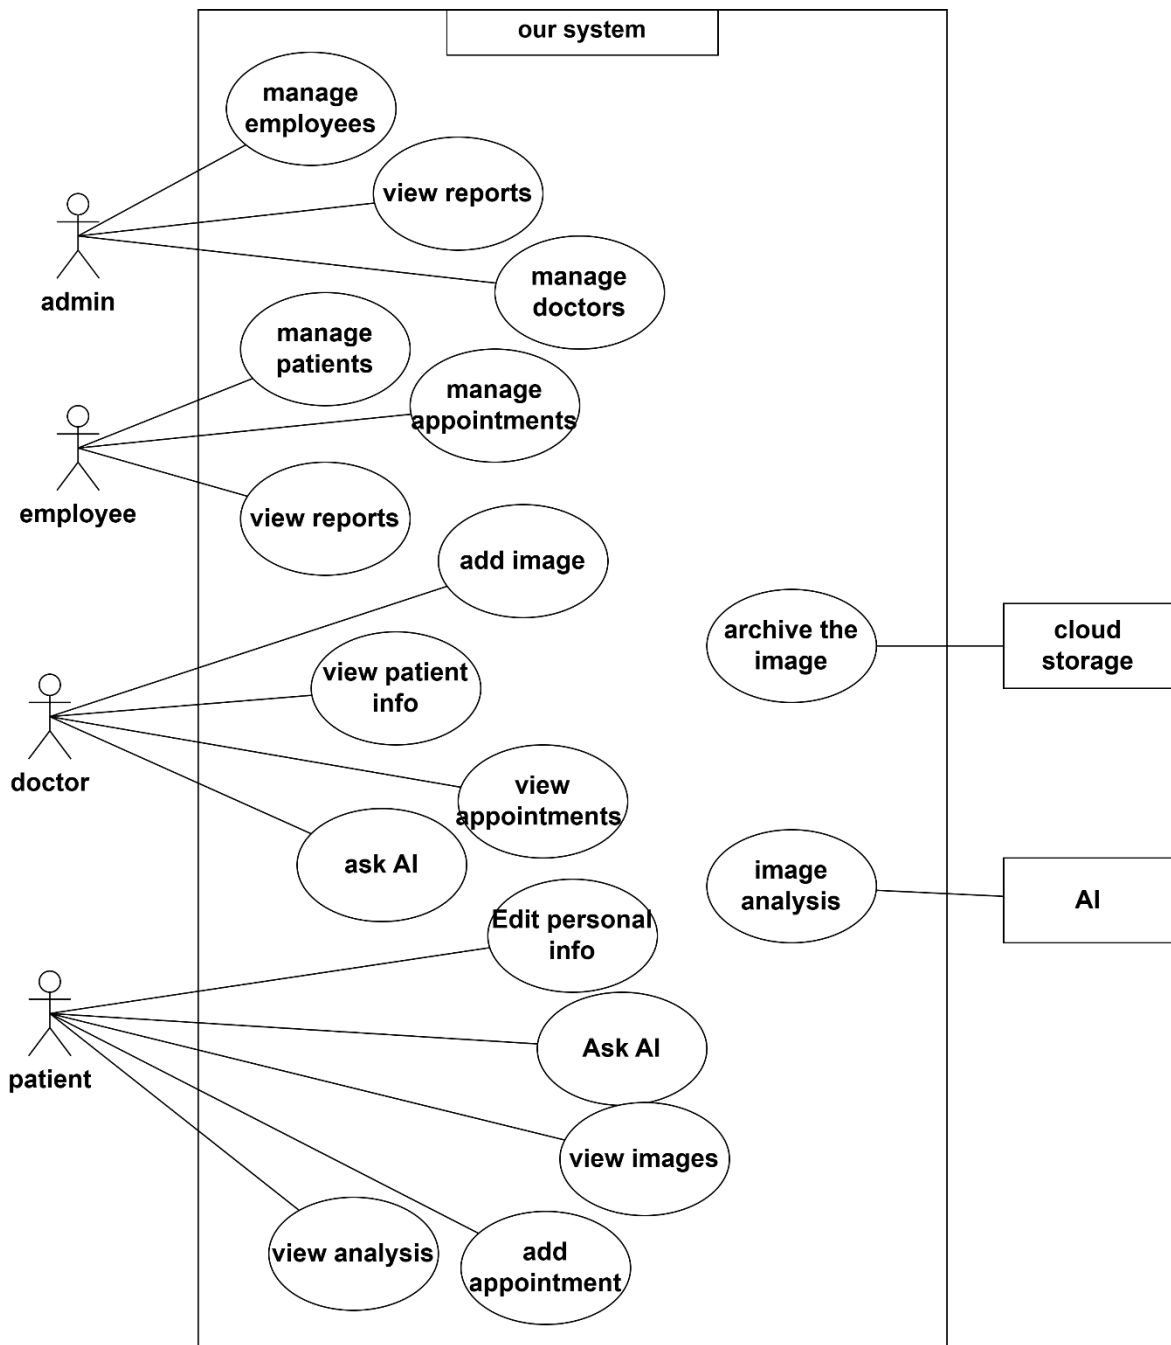 our system
manage
employees
view reports
manage
doctors
admin
manage
patients
manage
appointments
employee
view reports
add image
archive the
image
cloud
storage
view patient
info
doctor
view
appointments
ask AI
image
analysis
AI
Edit personal
info
Ask AI
patient
view images
view analysis
add
appointment